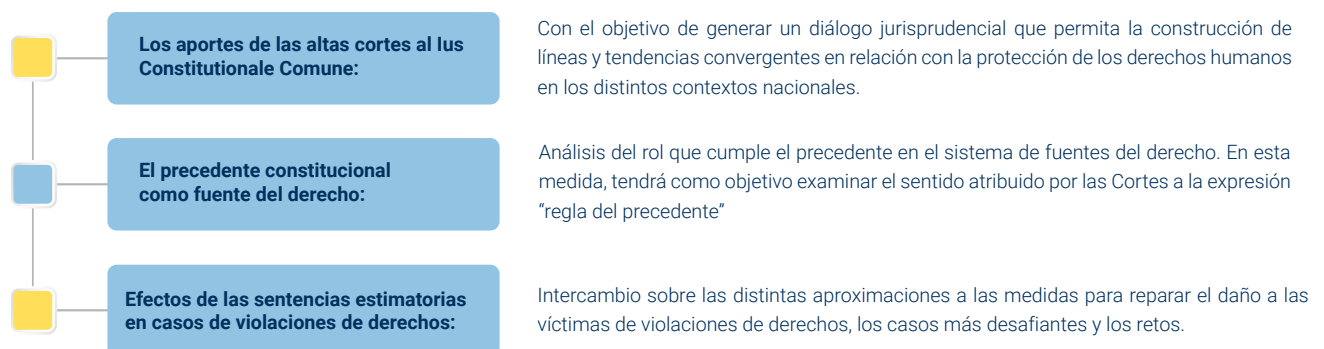 Los aportes de las altas cortes al Ius
Constitutionale Comune:
Con el objetivo de generar un diálogo jurisprudencial que permita la construcción de
líneas y tendencias convergentes en relación con la protección de los derechos humanos
en los distintos contextos nacionales.
El precedente constitucional
como fuente del derecho:
Análisis del rol que cumple el precedente en el sistema de fuentes del derecho. En esta
medida, tendrá como objetivo examinar el sentido atribuido por las Cortes a la expresión
“regla del precedente”
Efectos de las sentencias estimatorias
en casos de violaciones de derechos:
Intercambio sobre las distintas aproximaciones a las medidas para reparar el daño a las
víctimas de violaciones de derechos, los casos más desafiantes y los retos.